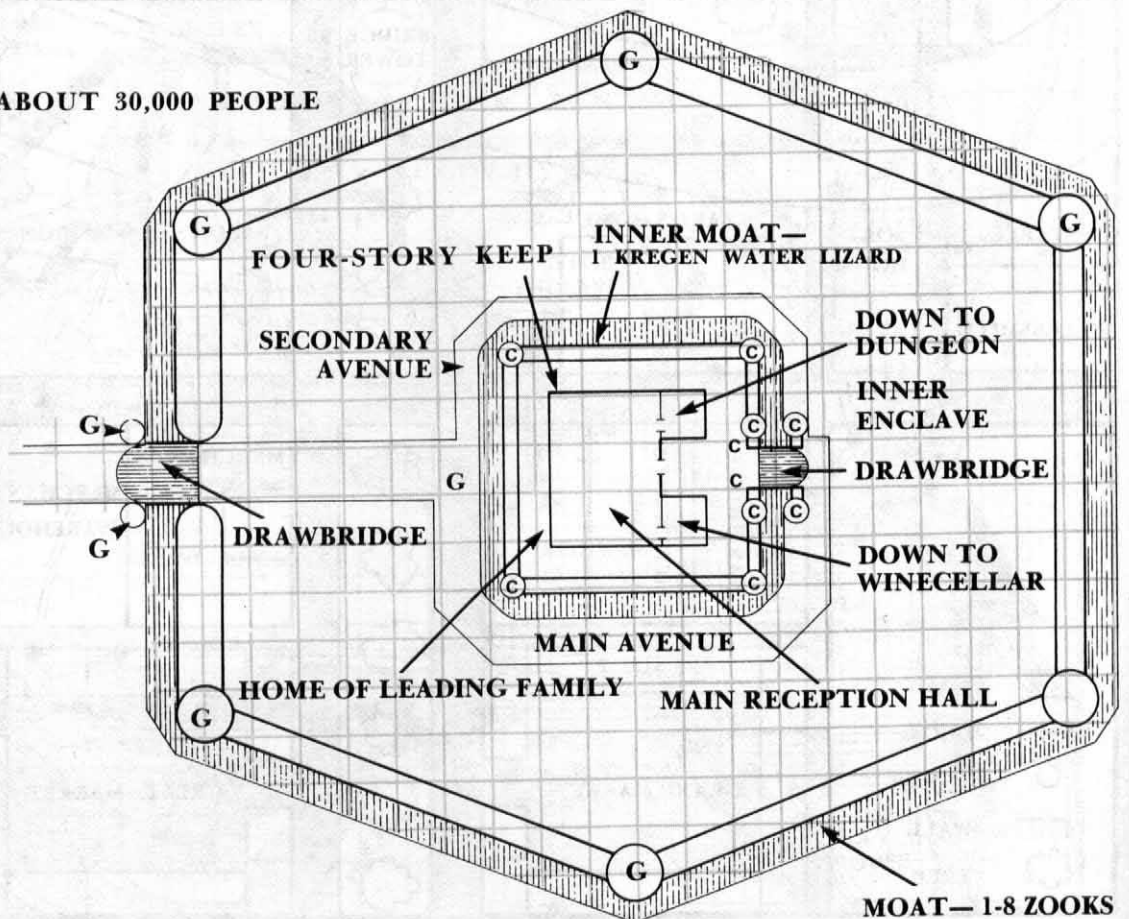 G
ABOUT 30,000 PEOPLE
G
G
INNER MOAT—
1 KREGEN WATER LIZARD
FOUR-STORY KEEP
SECONDARY
AVENUE
DOWN TO
DUNGEON
C
C
INNER
ENCLAVE
G
C
C
C
DRAWBRIDGE
G
C
G
C
C
DRAWBRIDGE
DOWN TO
WINECELLAR
C
C
MAIN AVENUE
HOME OF LEADING FAMILY
MAIN RECEPTION HALL
G
G
MOAT— 1-8 ZOOKS